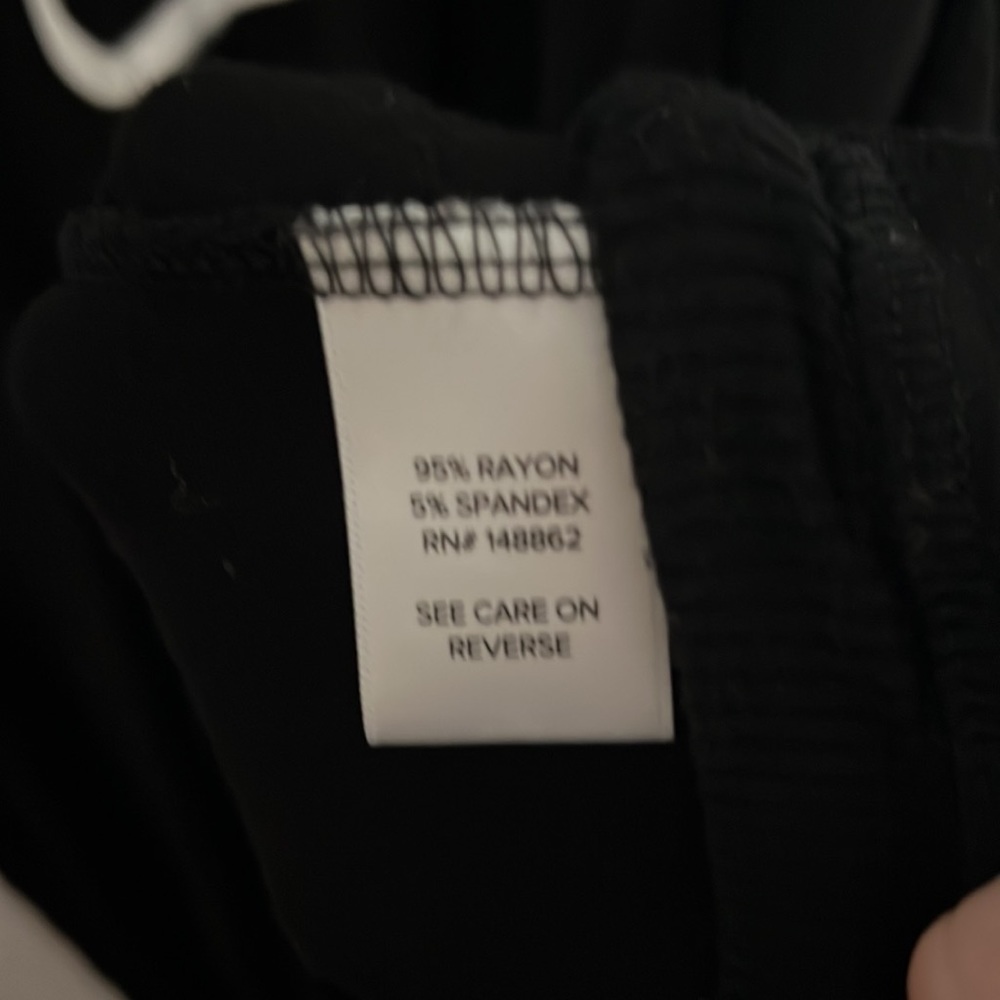 95% RAYON
5% SPANDEX
RN# 148862
SEE CARE ON
REVERSE